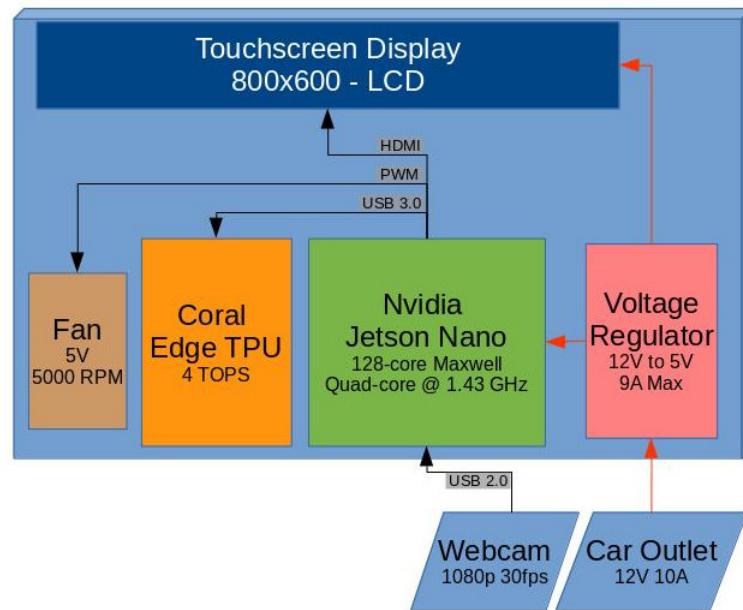 Touchscreen Display
800x600 - LCD
HDMI
PWM
USB 3.0
Fan
5V
5000 RPM
Coral
Edge TPU
4 TOPS
Nvidia
Jetson Nano
128-core Maxwell
Quad-core @ 1.43 GHz
Voltage
Regulator
12V to 5V
9A Max
USB 2.0
Webcam
1080p 30fps
Car Outlet
12V 10A